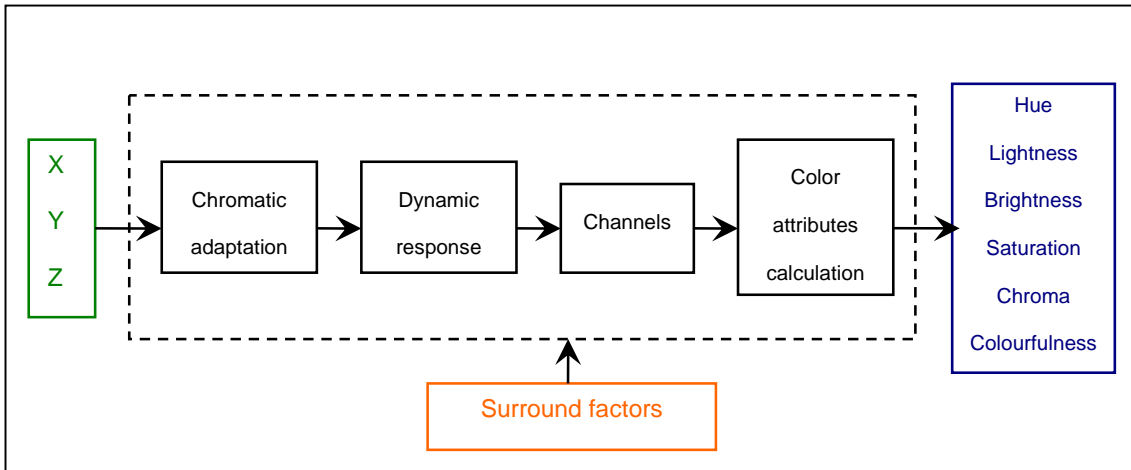 X
Y
Z
Chromatic
adaptation
Dynamic
response
Channels
Color
attributes
calculation
Hue
Lightness
Brightness
Saturation
Chroma
Colourfulness
Surround factors